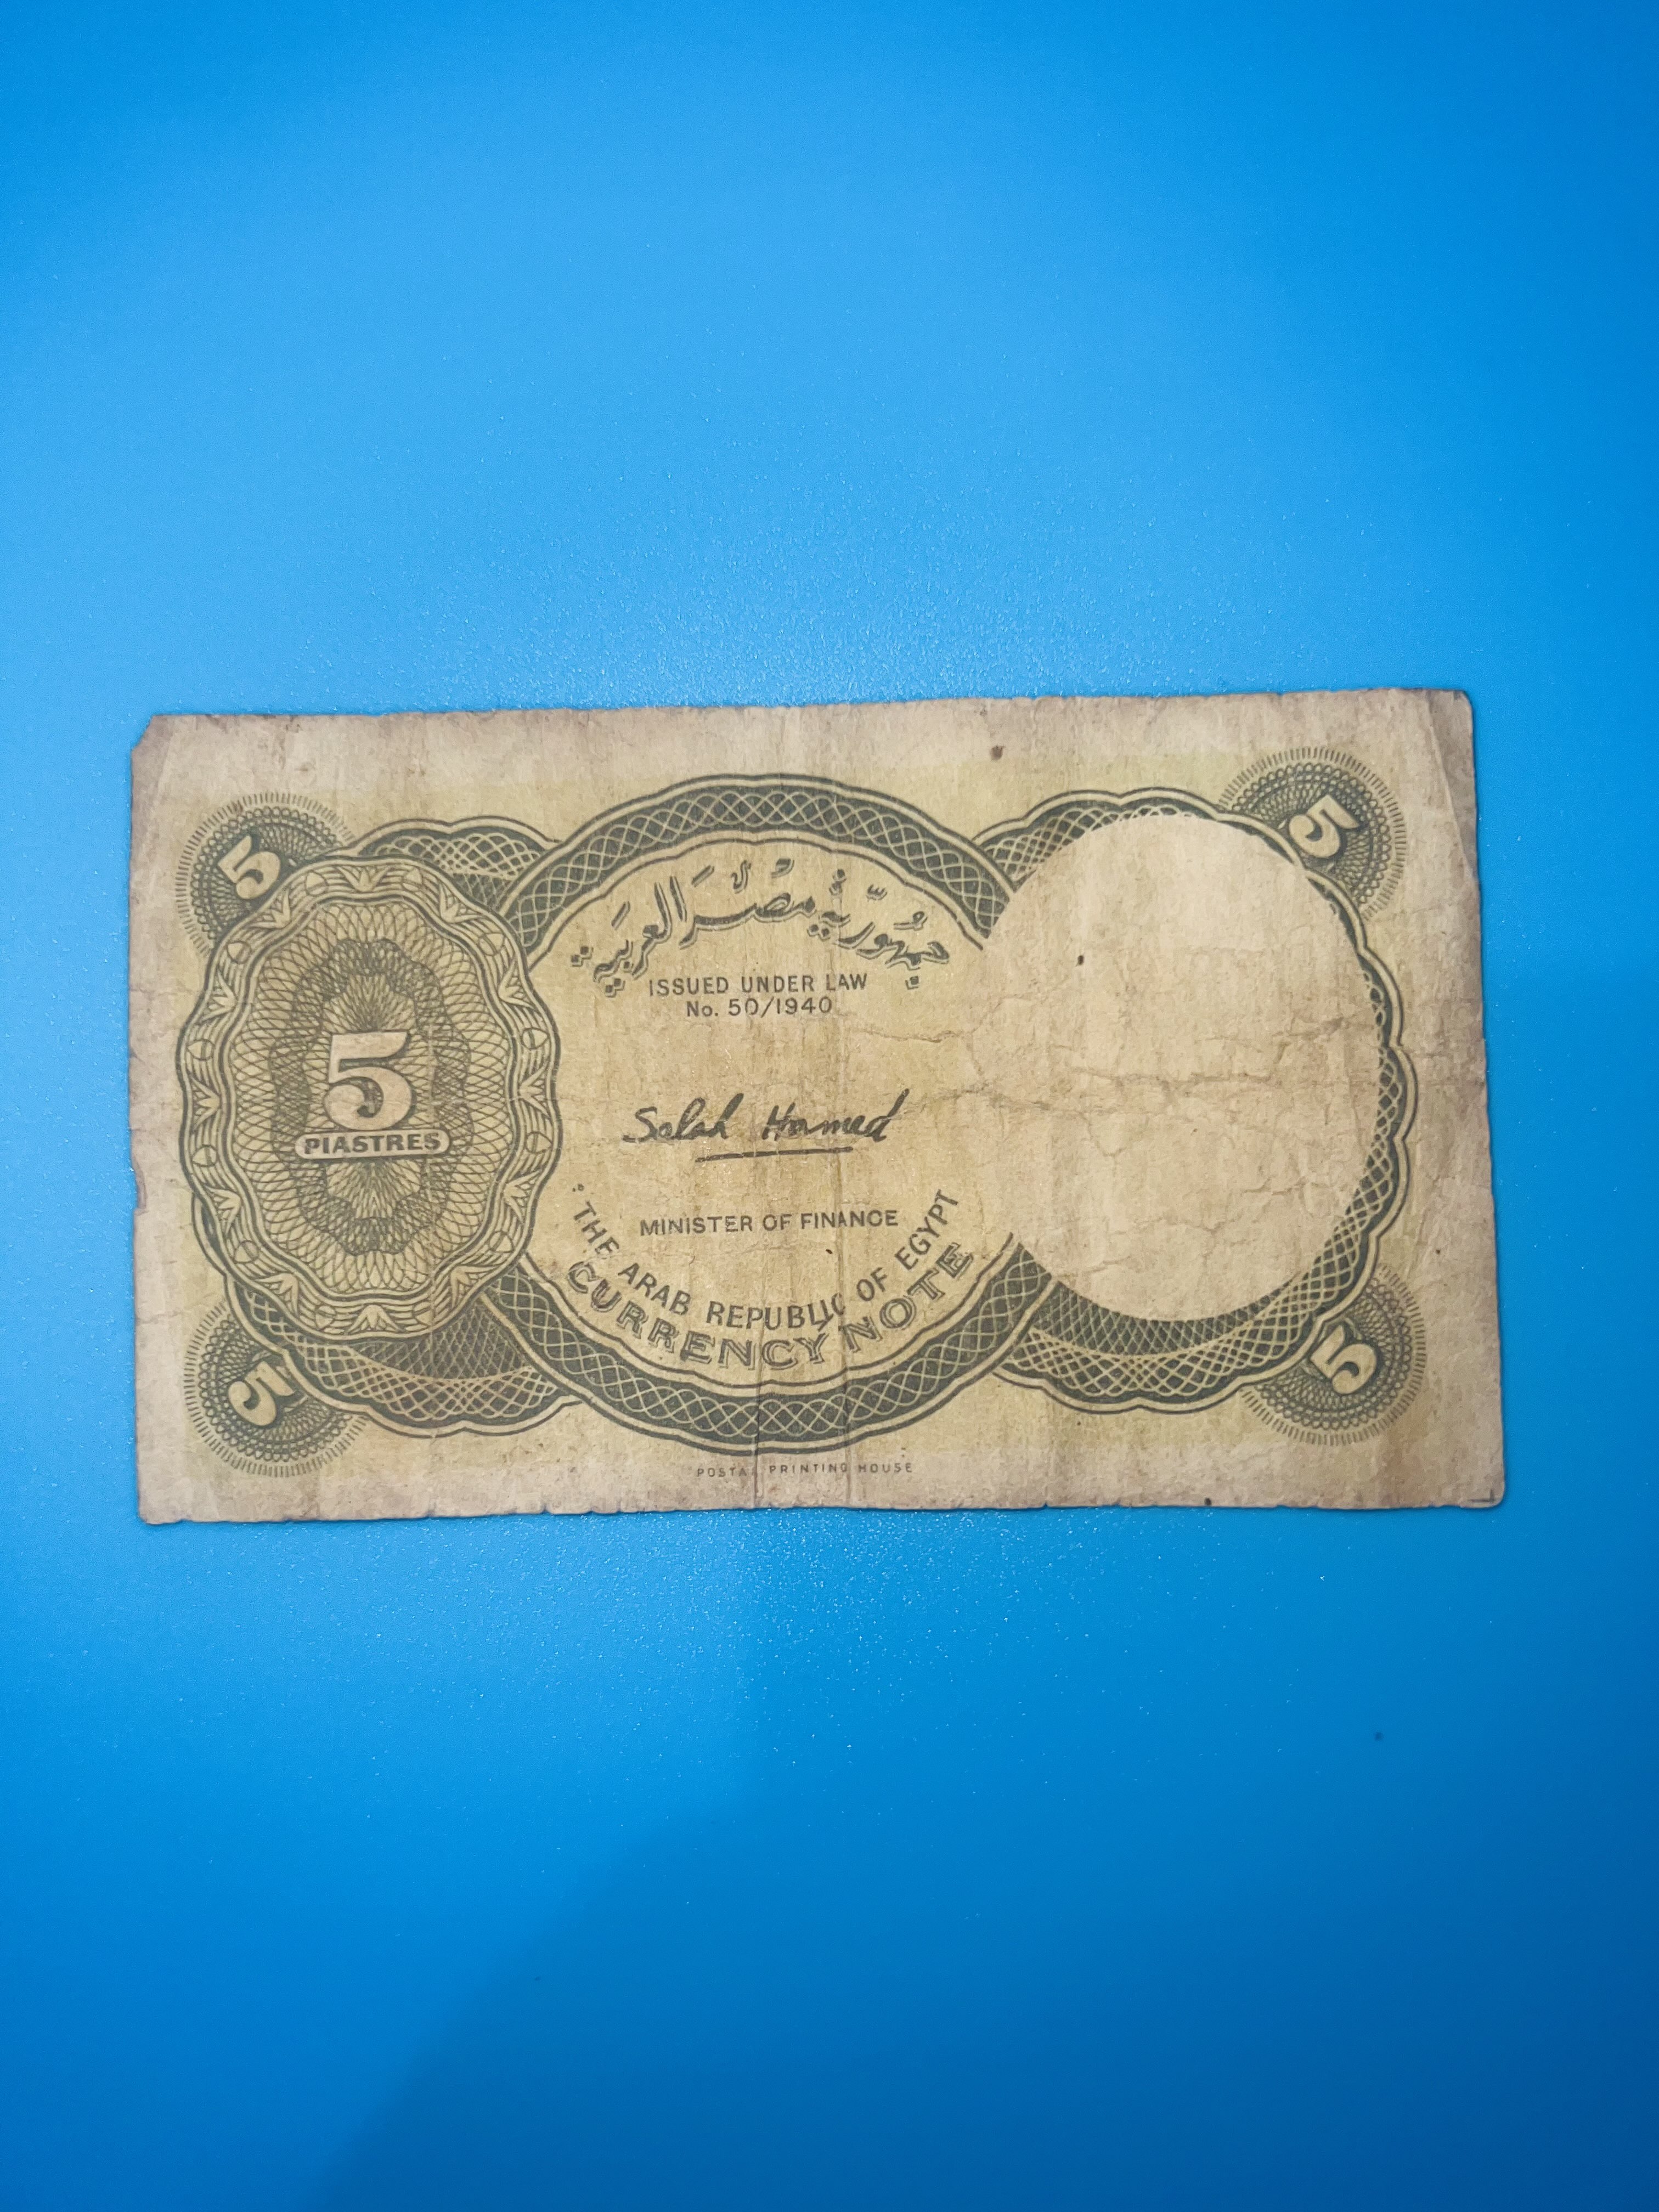 5
5
جمهورية مصر العربية
ISSUED UNDER LAW
No. 50/1940
5
PIASTRES
Salah Hamed
MINISTER OF FINANCE
THE ARAB REPUBLIC OF EGYPT
CURRENCY NOTE
5
5
POSTAL PRINTING HOUSE